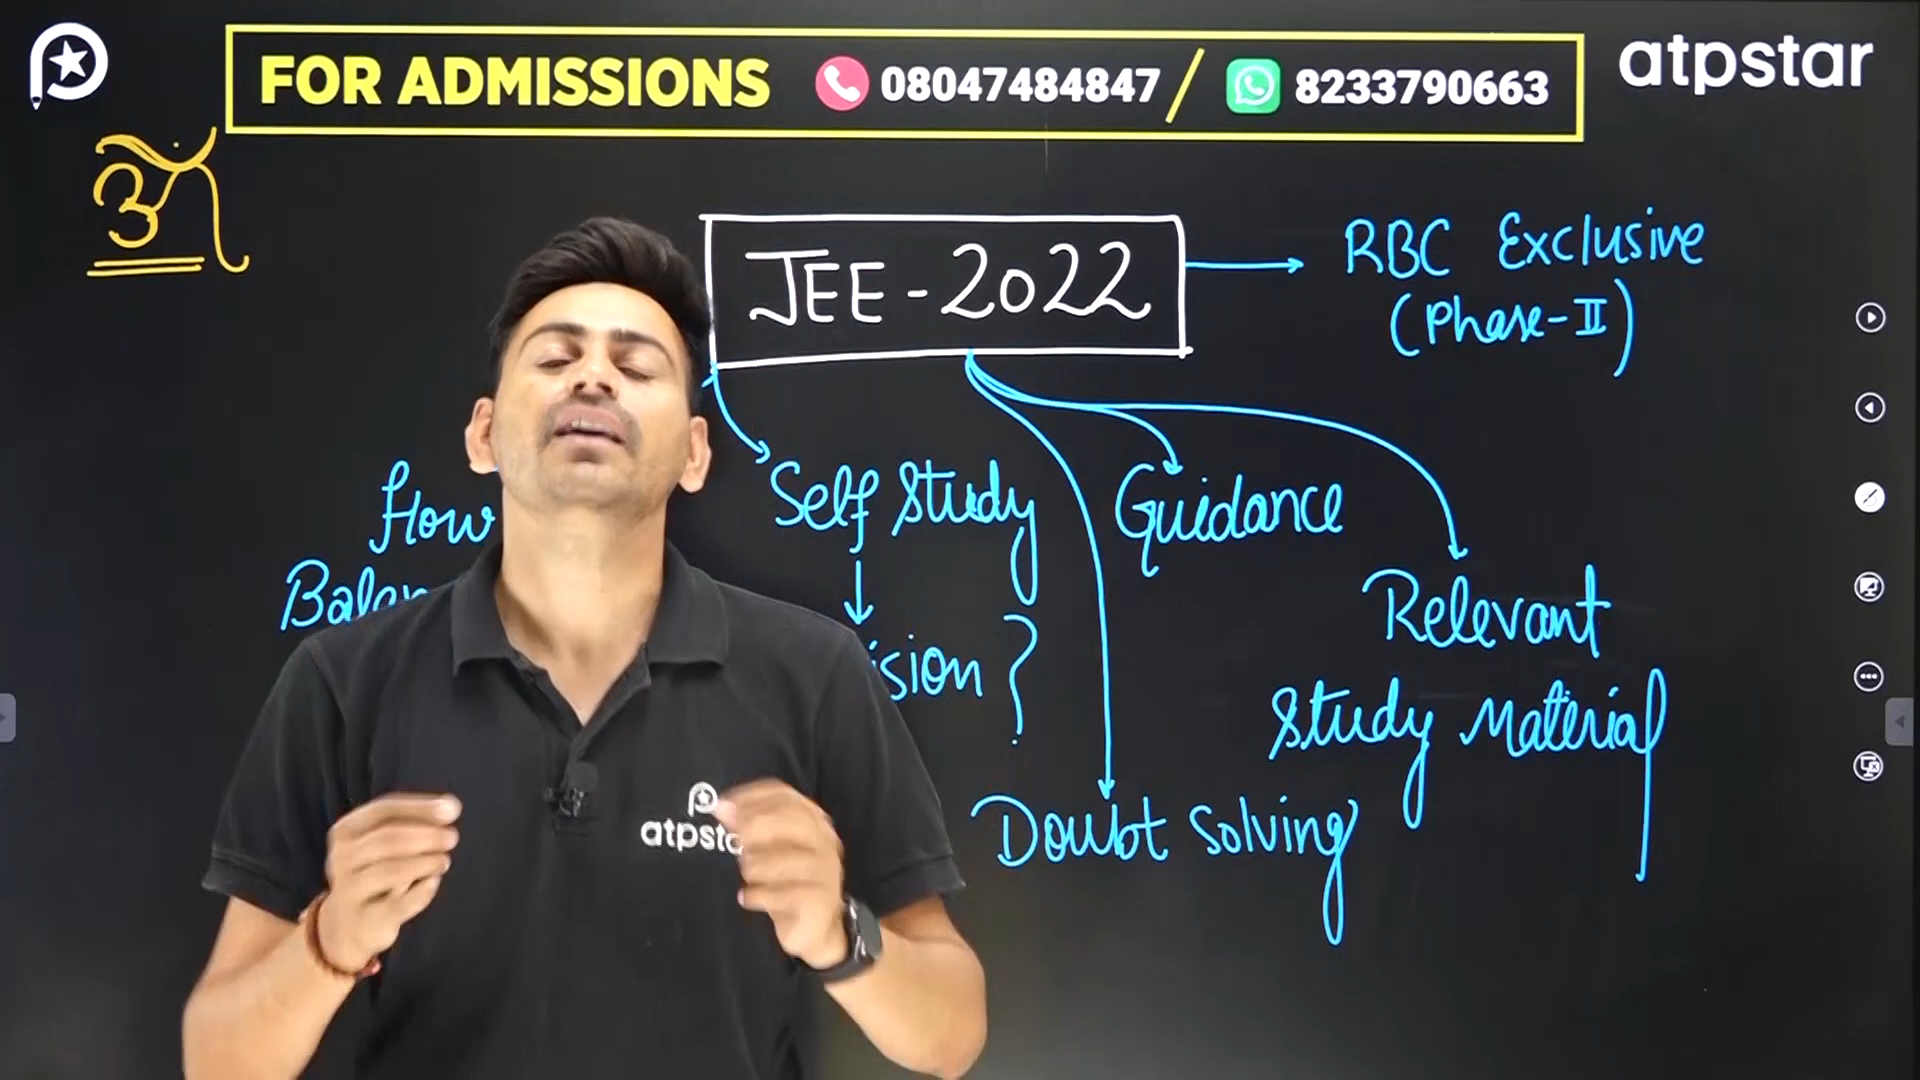 FOR ADMISSIONS 08047484847 / 8233790663
atpstar
ॐ
JEE-2022
RBC Exclusive
(Phase-II)
How
Self Study
Guidance
Relevant
Study Material
?
Doubt Solving